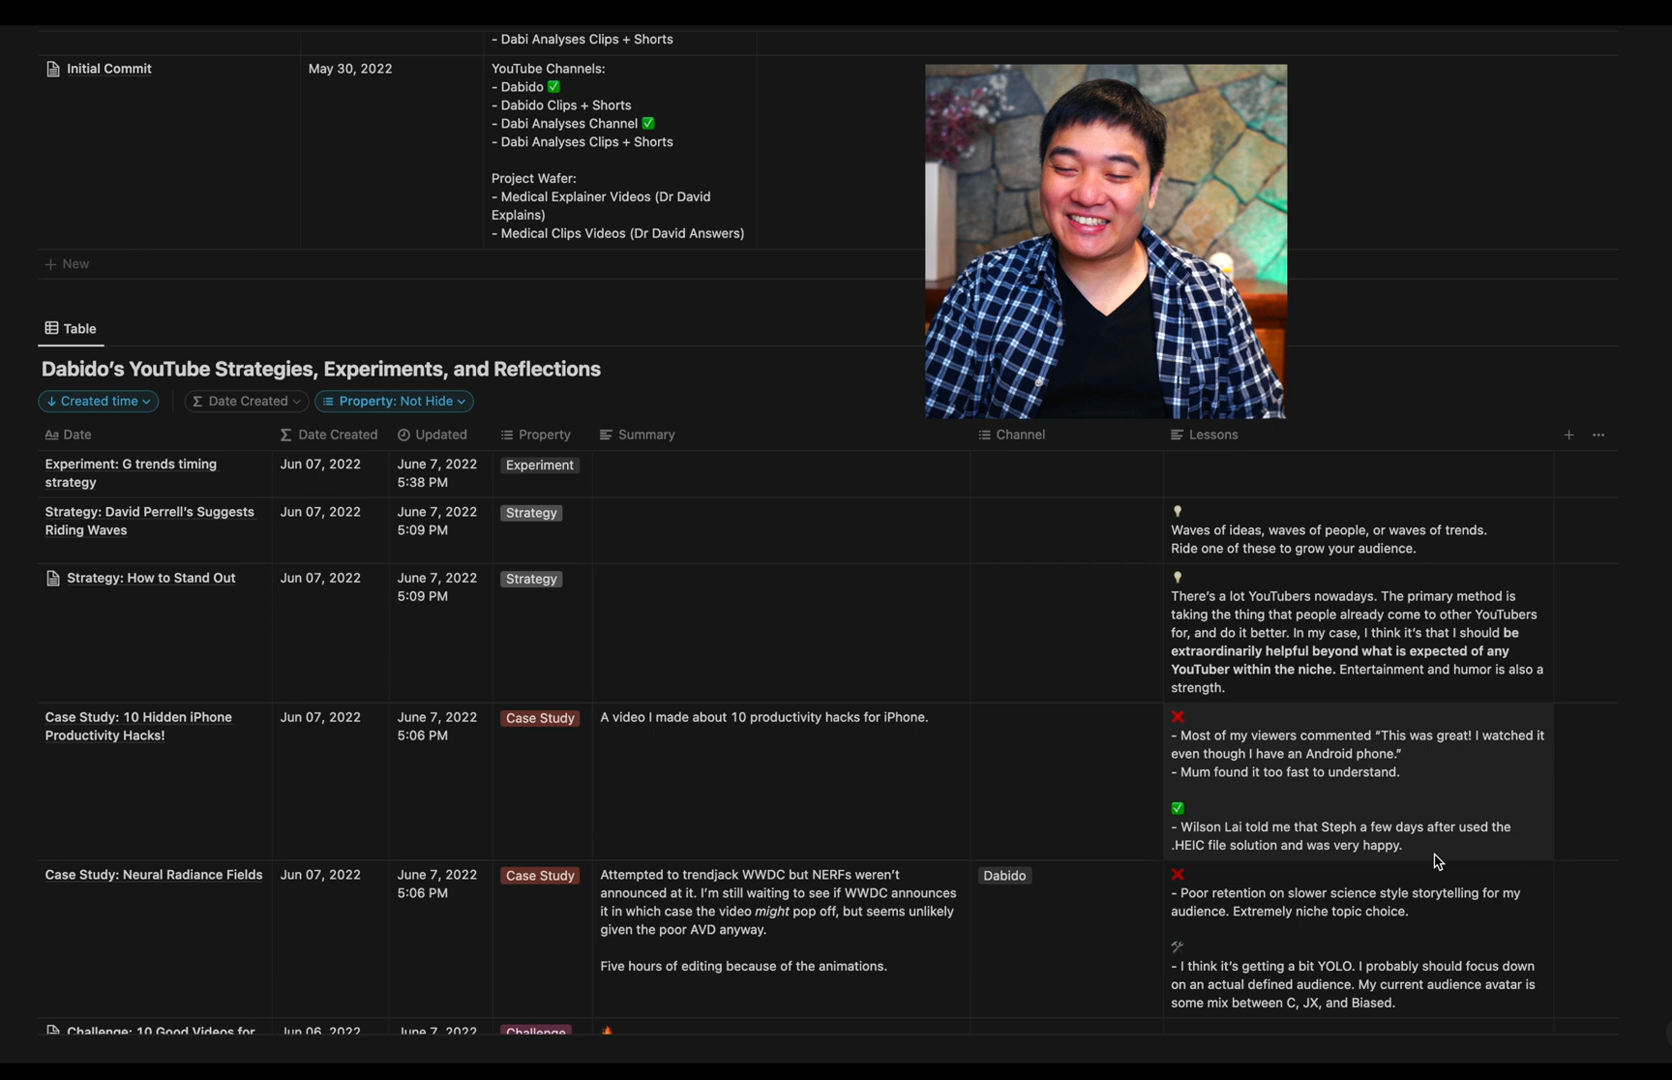 - Dabi Analyses Clips + Shorts
Initial Commit
May 30, 2022
YouTube Channels:
- Dabido ✅
- Dabido Clips + Shorts
- Dabi Analyses Channel ✅
- Dabi Analyses Clips + Shorts
Project Wafer:
- Medical Explainer Videos (Dr David
Explains)
- Medical Clips Videos (Dr David Answers)
+ New
Table
Dabido’s YouTube Strategies, Experiments, and Reflections
↓ Created time
Σ Date Created
Property: Not Hide
Aa Date
Σ Date Created
Updated
Property
Summary
Channel
Lessons
Experiment: G trends timing
strategy
Jun 07, 2022
June 7, 2022
5:38 PM
Experiment
Strategy: David Perrell’s Suggests
Riding Waves
Jun 07, 2022
June 7, 2022
5:09 PM
Strategy
💡
Waves of ideas, waves of people, or waves of trends.
Ride one of these to grow your audience.
Strategy: How to Stand Out
Jun 07, 2022
June 7, 2022
5:09 PM
Strategy
💡
There’s a lot YouTubers nowadays. The primary method is
taking the thing that people already come to other YouTubers
for, and do it better. In my case, I think it’s that I should be
extraordinarily helpful beyond what is expected of any
YouTuber within the niche. Entertainment and humor is also a
strength.
Case Study: 10 Hidden iPhone
Productivity Hacks!
Jun 07, 2022
June 7, 2022
5:06 PM
Case Study
A video I made about 10 productivity hacks for iPhone.
❌
- Most of my viewers commented “This was great! I watched it
even though I have an Android phone.”
- Mum found it too fast to understand.
✅
- Wilson Lai told me that Steph a few days after used the
.HEIC file solution and was very happy.
Case Study: Neural Radiance Fields
Jun 07, 2022
June 7, 2022
5:06 PM
Case Study
Attempted to trendjack WWDC but NERFs weren’t
announced at it. I’m still waiting to see if WWDC announces
it in which case the video might pop off, but seems unlikely
given the poor AVD anyway.
Five hours of editing because of the animations.
Dabido
❌
- Poor retention on slower science style storytelling for my
audience. Extremely niche topic choice.
🛠
- I think it’s getting a bit YOLO. I probably should focus down
on an actual defined audience. My current audience avatar is
some mix between C, JX, and Biased.
Challenge: 10 Good Videos for
Jun 06, 2022
June 7, 2022
Challenge
🔥